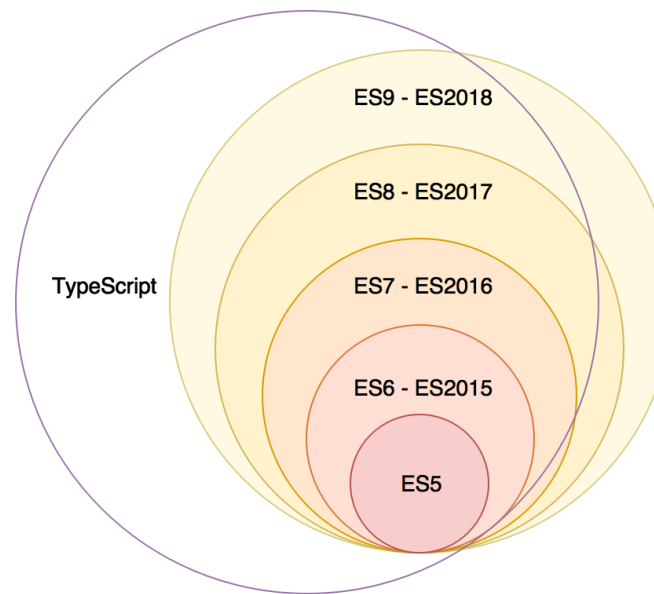 ES9 - ES2018
ES8 - ES2017
TypeScript
ES7 - ES2016
ES6 - ES2015
ES5